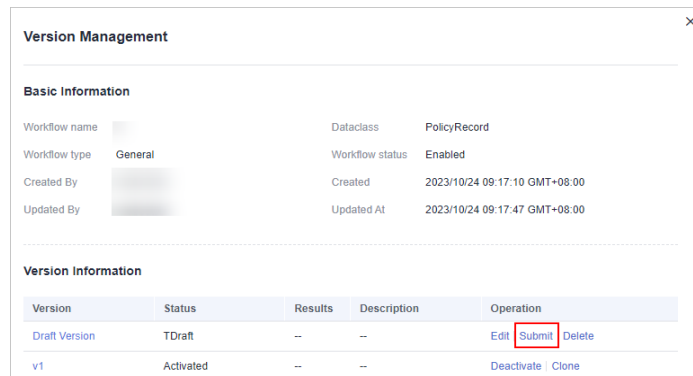 Version Management
Basic Information
Workflow name Dataclass PolicyRecord
Workflow type General Workflow status Enabled
Created By Created 2023/10/24 09:17:10 GMT+08:00
Updated By Updated At 2023/10/24 09:17:47 GMT+08:00
Version Information
Version Status Results Description Operation
Draft Version TDraft -- -- Edit Submit Delete
v1 Activated -- -- Deactivate | Clone